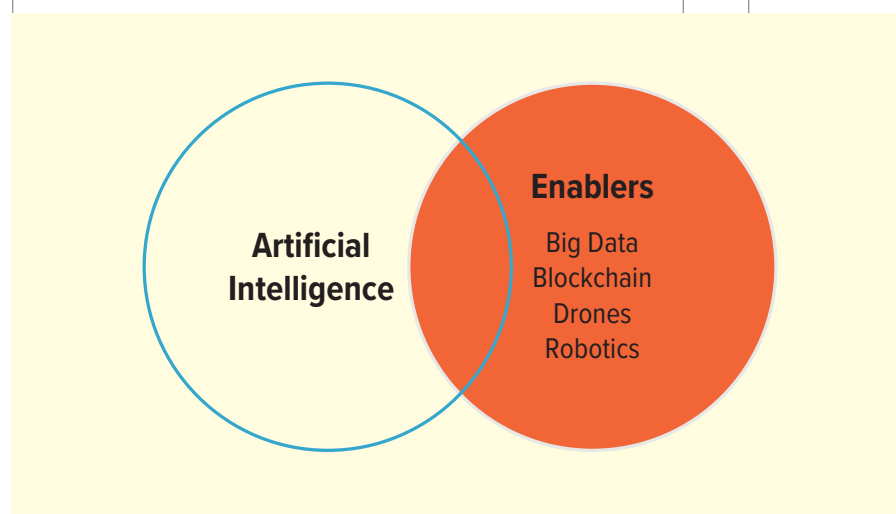 Artificial
Intelligence
Enablers
Big Data
Blockchain
Drones
Robotics